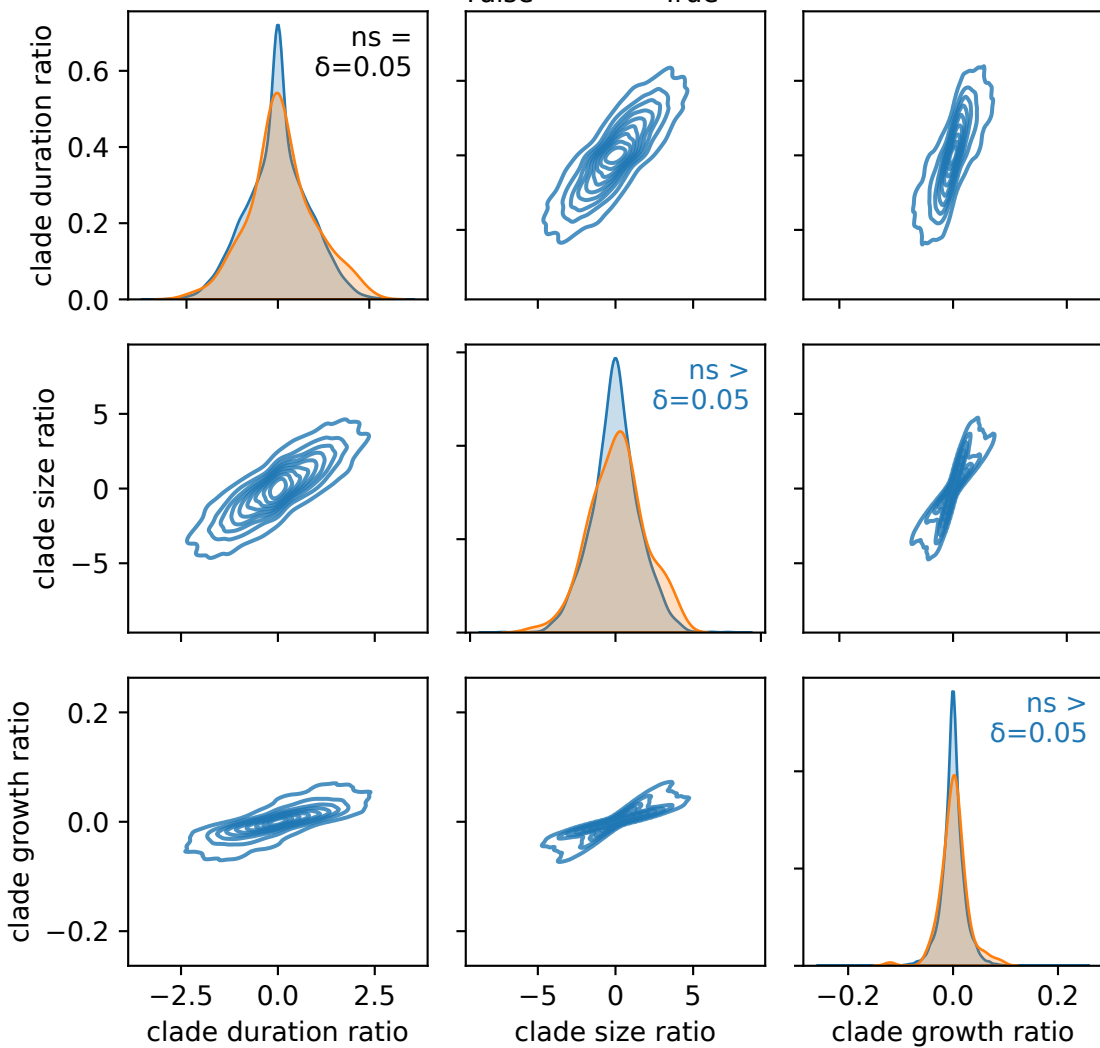 clade duration ratio
0.6
0.4
0.2
0.0
ns =
δ=0.05
clade size ratio
5
0
−5
ns >
δ=0.05
clade growth ratio
0.2
0.0
−0.2
ns >
δ=0.05
−2.5 0.0 2.5
−5 0 5
−0.2 0.0 0.2
clade duration ratio
clade size ratio
clade growth ratio